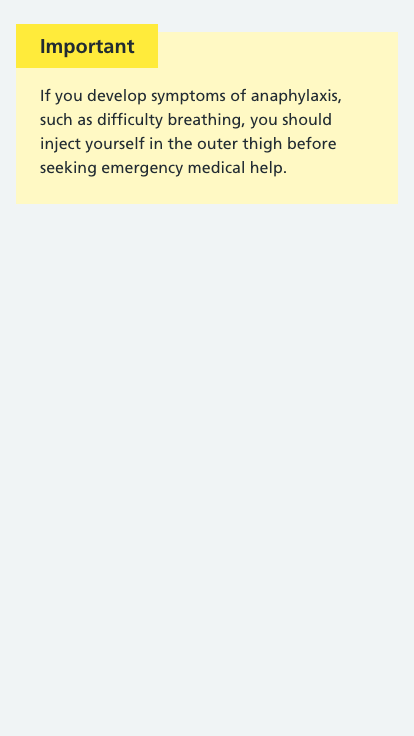 Important
If you develop symptoms of anaphylaxis,
such as difficulty breathing, you should
inject yourself in the outer thigh before
seeking emergency medical help.